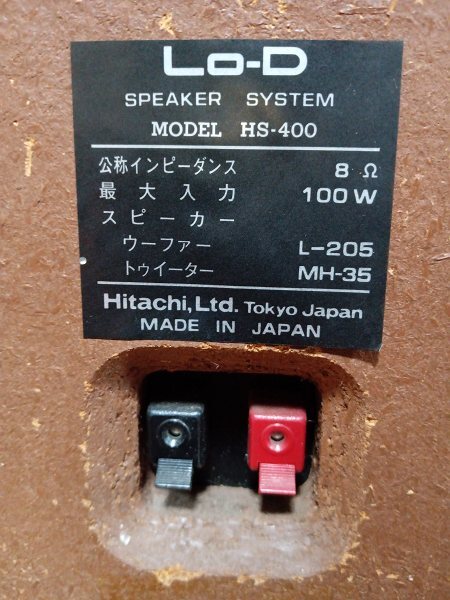 Lo-D
SPEAKER SYSTEM
MODEL HS-400
公称インピーダンス 8 Ω
最大入力 100 W
スピーカー
ウーファー L-205
トゥイーター MH-35
Hitachi, Ltd. Tokyo Japan
MADE IN JAPAN